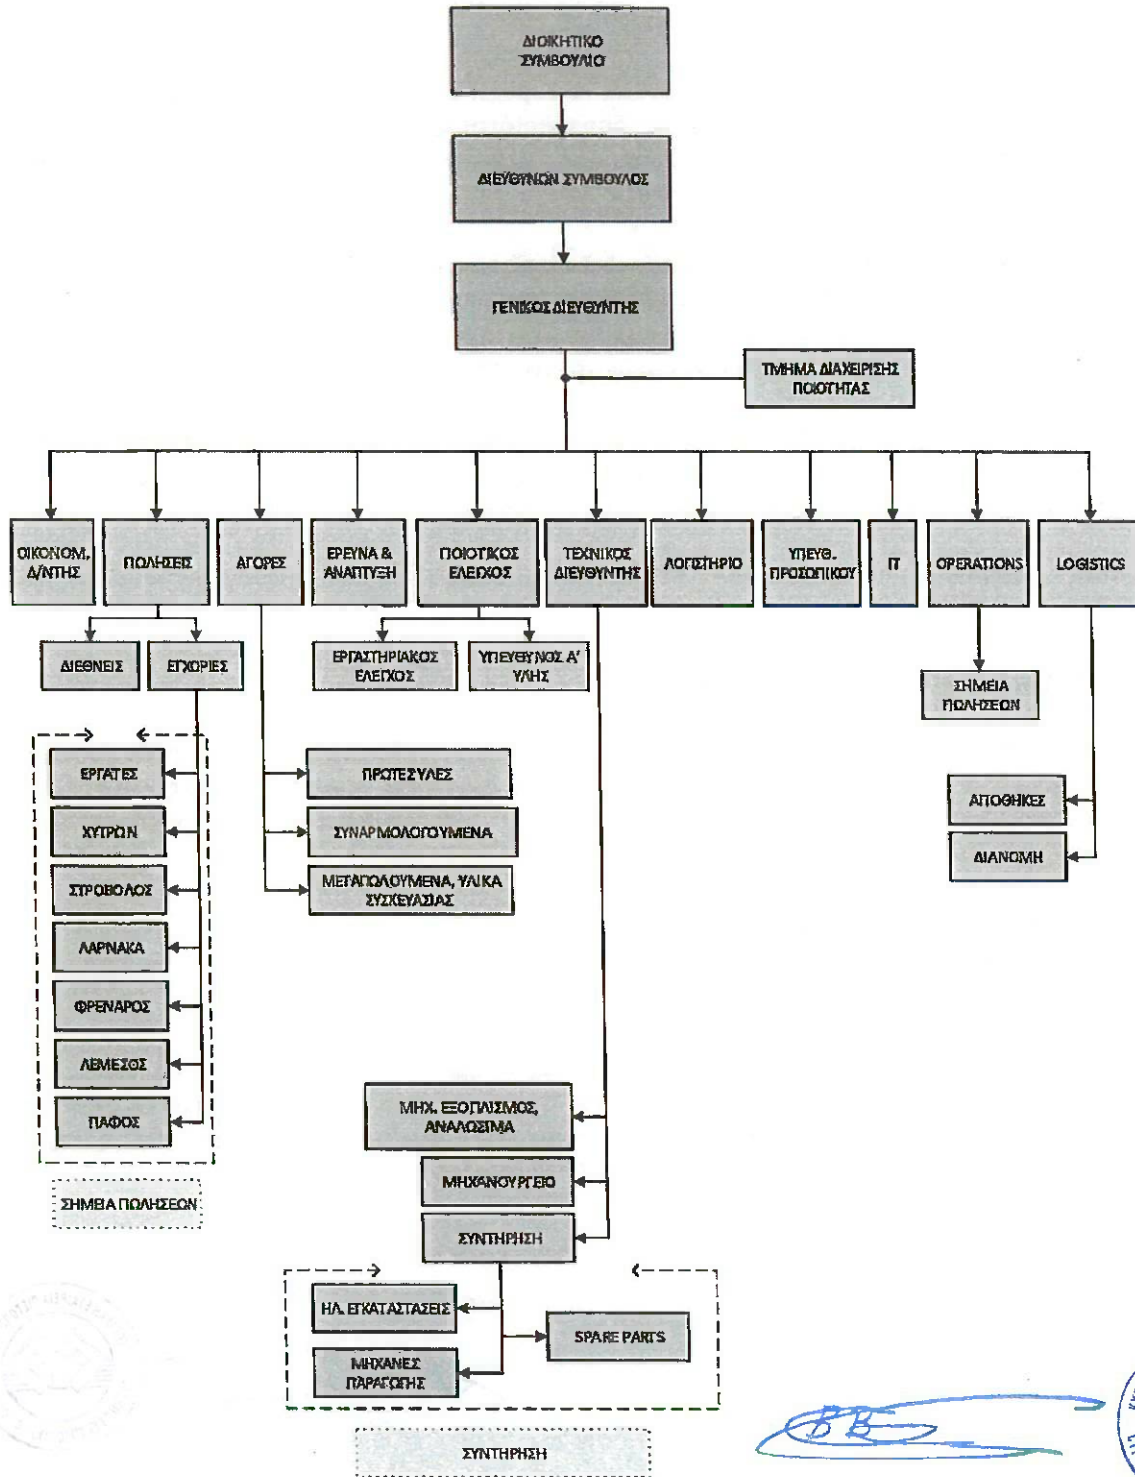 ΔΙΟΙΚΗΤΙΚΟ
ΣΥΜΒΟΥΛΙΟ
ΔΙΕΥΘΥΝΩΝ ΣΥΜΒΟΥΛΟΣ
ΓΕΝΙΚΟΣ ΔΙΕΥΘΥΝΤΗΣ
ΤΜΗΜΑ ΔΙΑΧΕΙΡΙΣΗΣ
ΠΟΙΟΤΗΤΑΣ
ΟΙΚΟΝΟΜ,
Δ/ΝΤΗΣ
ΠΩΛΗΣΕΙΣ
ΑΓΟΡΕΣ
ΕΡΕΥΝΑ &
ΑΝΑΠΤΥΞΗ
ΠΟΙΟΤΙΚΟΣ
ΕΛΕΓΧΟΣ
ΤΕΧΝΙΚΟΣ
ΔΙΕΥΘΥΝΤΗΣ
ΛΟΓΙΣΤΗΡΙΟ
ΥΠΕΥΘ.
ΠΡΟΣΩΠΙΚΟΥ
IT
OPERATIONS
LOGISTICS
ΔΙΕΘΝΕΙΣ
ΕΓΧΩΡΙΕΣ
ΕΡΓΑΣΤΗΡΙΑΚΟΣ
ΕΛΕΓΧΟΣ
ΥΠΕΥΘΥΝΟΣ Α'
ΥΛΗΣ
ΣΗΜΕΙΑ
ΠΩΛΗΣΕΩΝ
ΕΡΓΑΤΕΣ
ΧΥΤΡΩΝ
ΣΤΡΟΒΟΛΟΣ
ΛΑΡΝΑΚΑ
ΦΡΕΝΑΡΟΣ
ΛΕΜΕΣΟΣ
ΠΑΦΟΣ
ΣΗΜΕΙΑ ΠΩΛΗΣΕΩΝ
ΠΡΩΤΕΣ ΥΛΕΣ
ΣΥΝΑΡΜΟΛΟΓΟΥΜΕΝΑ
ΜΕΤΑΠΩΛΟΥΜΕΝΑ, ΥΛΙΚΑ
ΣΥΣΚΕΥΑΣΙΑΣ
ΑΠΟΘΗΚΕΣ
ΔΙΑΝΟΜΗ
ΜΗΧ. ΕΞΟΠΛΙΣΜΟΣ,
ΑΝΑΛΩΣΙΜΑ
ΜΗΧΑΝΟΥΡΓΕΙΟ
ΣΥΝΤΗΡΗΣΗ
ΗΛ. ΕΓΚΑΤΑΣΤΑΣΕΙΣ
SPARE PARTS
ΜΗΧΑΝΕΣ
ΠΑΡΑΓΩΓΗΣ
ΣΥΝΤΗΡΗΣΗ